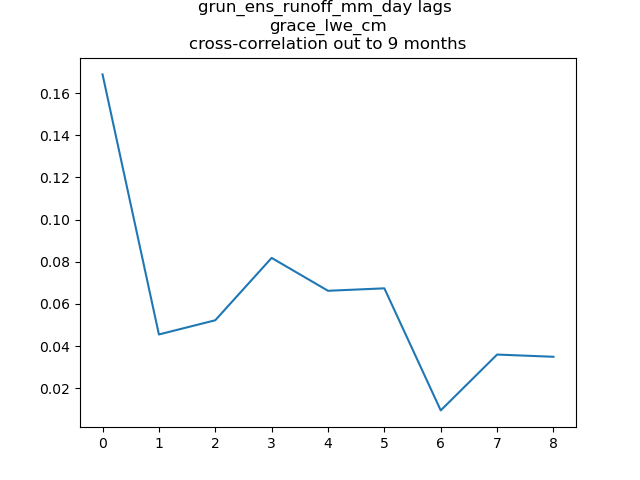 grun_ens_runoff_mm_day lags
grace_lwe_cm
cross-correlation out to 9 months
0.16
0.14
0.12
0.10
0.08
0.06
0.04
0.02
0 1 2 3 4 5 6 7 8